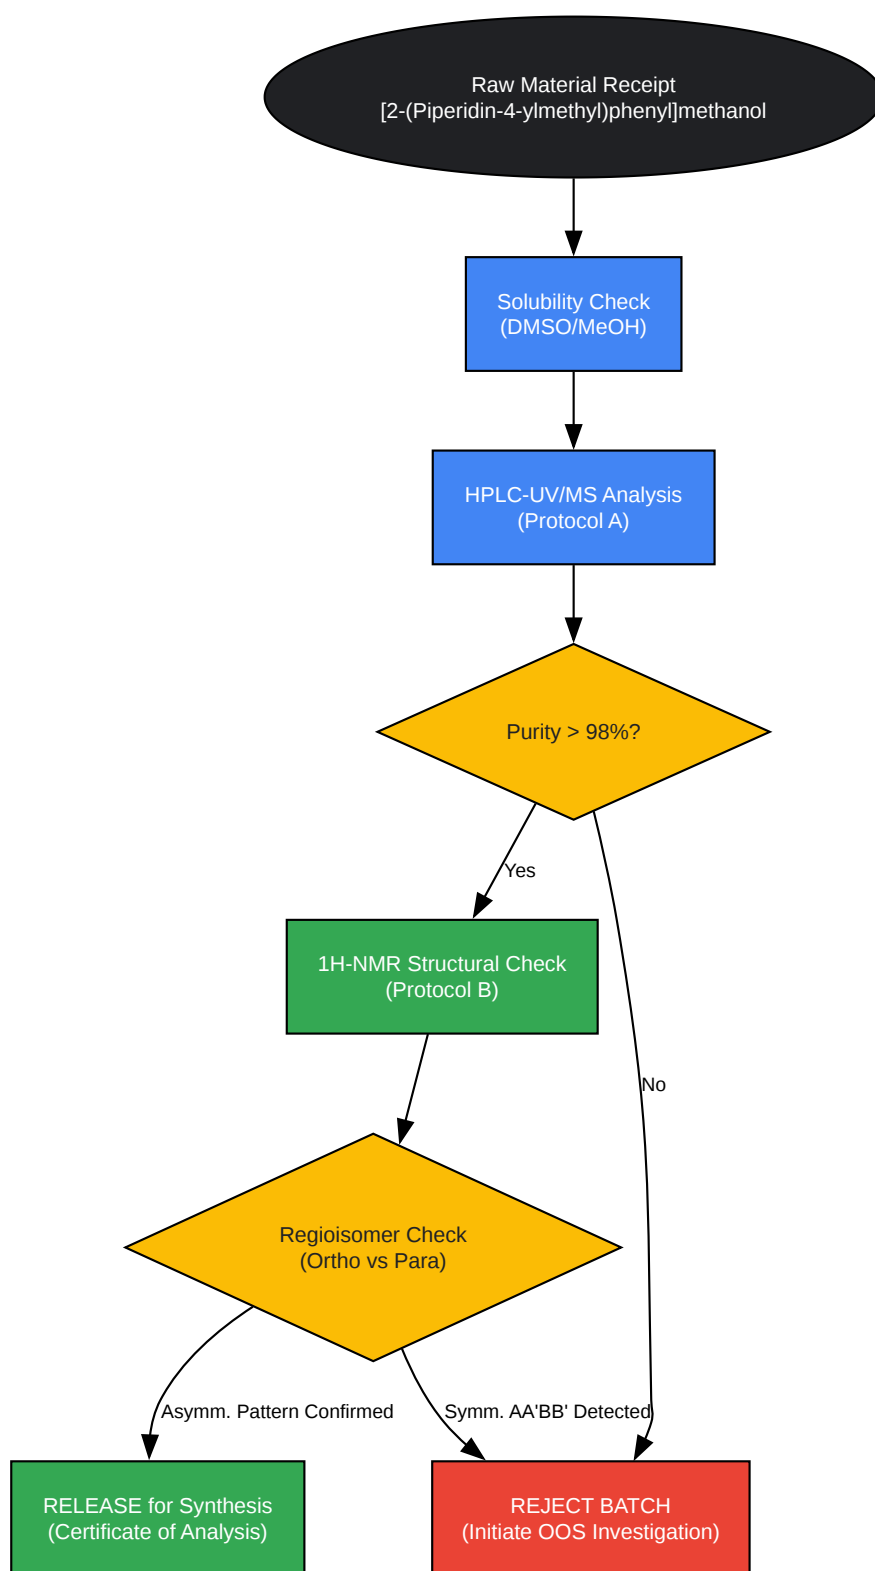 Raw Material Receipt
[2-(Piperidin-4-ylmethyl)phenyl]methanol
Solubility Check
(DMSO/MeOH)
HPLC-UV/MS Analysis
(Protocol A)
Purity > 98%?
Yes
1H-NMR Structural Check
(Protocol B)
No
Regioisomer Check
(Ortho vs Para)
Asymm. Pattern Confirmed
Symm. AA'BB' Detected
RELEASE for Synthesis
(Certificate of Analysis)
REJECT BATCH
(Initiate OOS Investigation)